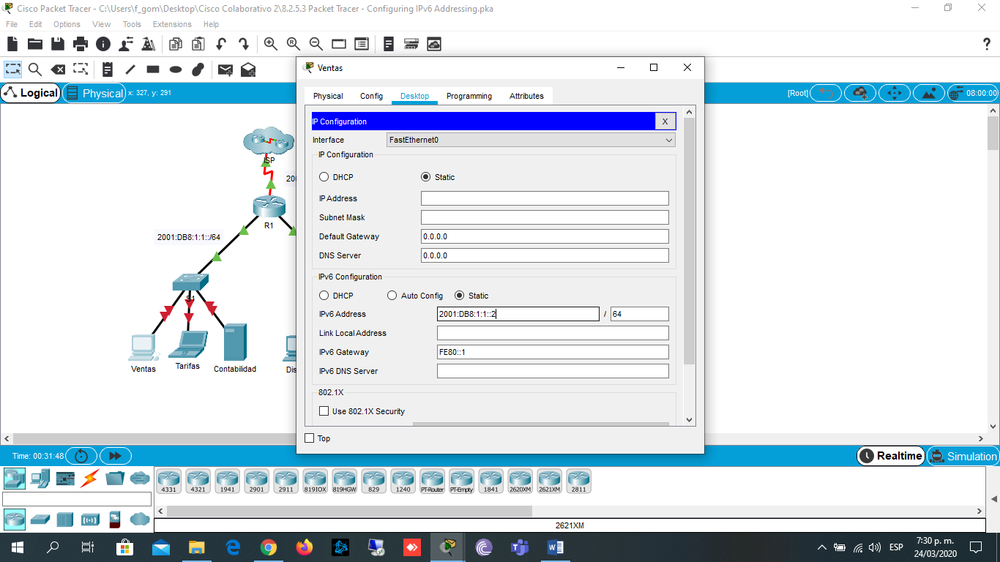 Cisco Packet Tracer - C:\Users\f_gom\Desktop\Cisco Colaborativo 2\8.2.5.3 Packet Tracer - Configuring IPv6 Addressing.pka
File Edit Options View Tools Extensions Help
Logical Physical x: 327, y: 291 [Root] 08:00:00
Ventas
Physical Config Desktop Programming Attributes
IP Configuration X
Interface FastEthernet0
IP Configuration
DHCP Static
IP Address
Subnet Mask
Default Gateway 0.0.0.0
DNS Server 0.0.0.0
IPv6 Configuration
DHCP Auto Config Static
IPv6 Address 2001:DB8:1:1::2 / 64
Link Local Address
IPv6 Gateway FE80::1
IPv6 DNS Server
802.1X
Use 802.1X Security
Top
ISP
200
R1
2001:DB8:1:1::/64
S1
Ventas Tarifas Contabilidad Dis
Time: 00:31:48 Realtime Simulation
4331 4321 1941 2901 2911 819IOX 819HGW 829 1240 PT-Router PT-Empty 1841 2620XM 2621XM 2811
2621XM
ESP
7:30 p. m.
24/03/2020